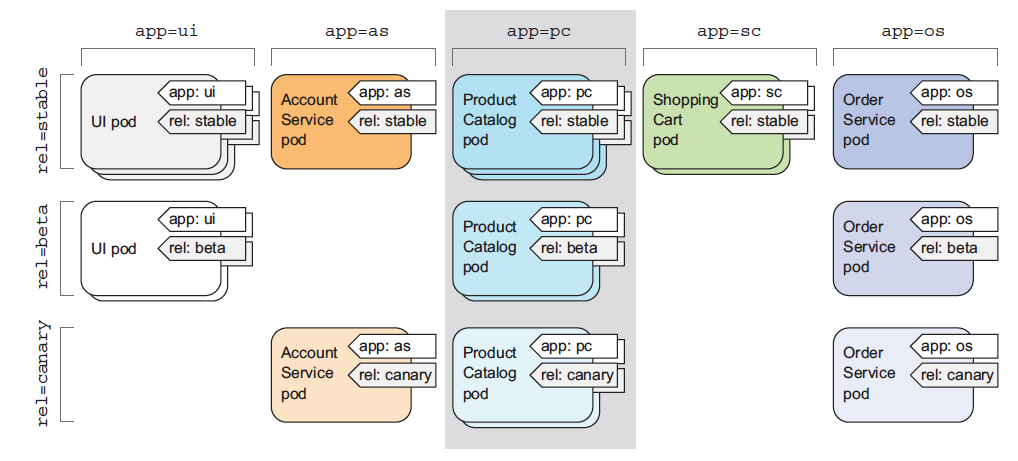 app=ui
app=as
app=pc
app=sc
app=os
rel=stable
UI pod
app: ui
rel: stable
Account
Service
pod
app: as
rel: stable
Product
Catalog
pod
app: pc
rel: stable
Shopping
Cart
pod
app: sc
rel: stable
Order
Service
pod
app: os
rel: stable
rel=beta
UI pod
app: ui
rel: beta
Product
Catalog
pod
app: pc
rel: beta
Order
Service
pod
app: os
rel: beta
rel=canary
Account
Service
pod
app: as
rel: canary
Product
Catalog
pod
app: pc
rel: canary
Order
Service
pod
app: os
rel: canary